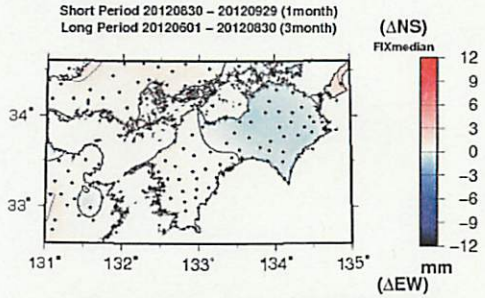 Short Period 20120830 – 20120929 (1month)
Long Period 20120601 – 20120830 (3month)
(ΔNS)
FIXmedian
12
9
6
3
0
−3
−6
−9
−12
mm
(ΔEW)
34°
33°
131° 132° 133° 134° 135°